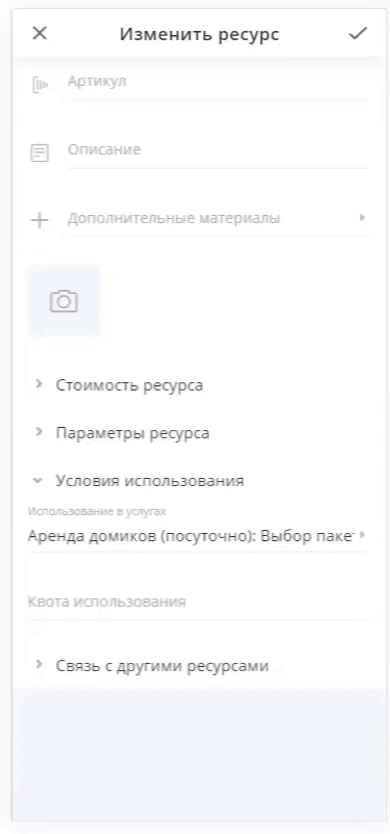 Изменить ресурс
Артикул
Описание
Дополнительные материалы
Стоимость ресурса
Параметры ресурса
Условия использования
Использование в услугах
Аренда домиков (посуточно): Выбор паке
Квота использования
Связь с другими ресурсами